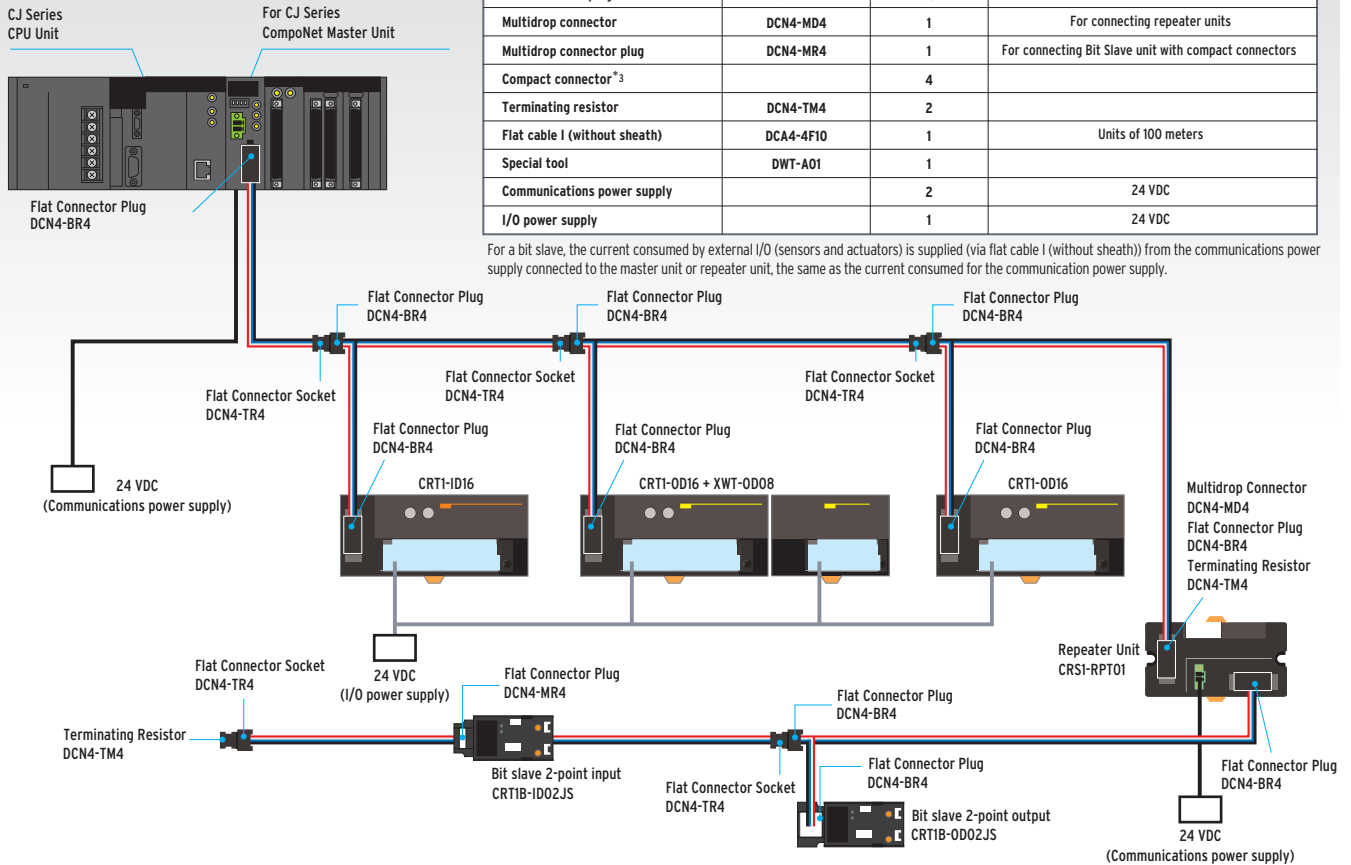 CJ Series
CPU Unit
For CJ Series
CompoNet Master Unit
Flat Connector Plug
DCN4-BR4
Multidrop connector DCN4-MD4 1 For connecting repeater units
Multidrop connector plug DCN4-MR4 1 For connecting Bit Slave unit with compact connectors
Compact connector*3 4
Terminating resistor DCN4-TM4 2
Flat cable I (without sheath) DCA4-4F10 1 Units of 100 meters
Special tool DWT-A01 1
Communications power supply 2 24 VDC
I/O power supply 1 24 VDC
For a bit slave, the current consumed by external I/O (sensors and actuators) is supplied (via flat cable I (without sheath)) from the communications power
supply connected to the master unit or repeater unit, the same as the current consumed for the communication power supply.
Flat Connector Plug
DCN4-BR4
Flat Connector Plug
DCN4-BR4
Flat Connector Plug
DCN4-BR4
Flat Connector Socket
DCN4-TR4
Flat Connector Socket
DCN4-TR4
Flat Connector Socket
DCN4-TR4
Flat Connector Plug
DCN4-BR4
Flat Connector Plug
DCN4-BR4
Flat Connector Plug
DCN4-BR4
24 VDC
(Communications power supply)
CRT1-ID16
CRT1-OD16 + XWT-OD08
CRT1-OD16
Multidrop Connector
DCN4-MD4
Flat Connector Plug
DCN4-BR4
Terminating Resistor
DCN4-TM4
Repeater Unit
CRS1-RPT01
24 VDC
(I/O power supply)
Flat Connector Socket
DCN4-TR4
Flat Connector Plug
DCN4-MR4
Flat Connector Plug
DCN4-BR4
Terminating Resistor
DCN4-TM4
Bit slave 2-point input
CRT1B-ID02JS
Flat Connector Socket
DCN4-TR4
Flat Connector Plug
DCN4-BR4
Bit slave 2-point output
CRT1B-OD02JS
Flat Connector Plug
DCN4-BR4
24 VDC
(Communications power supply)